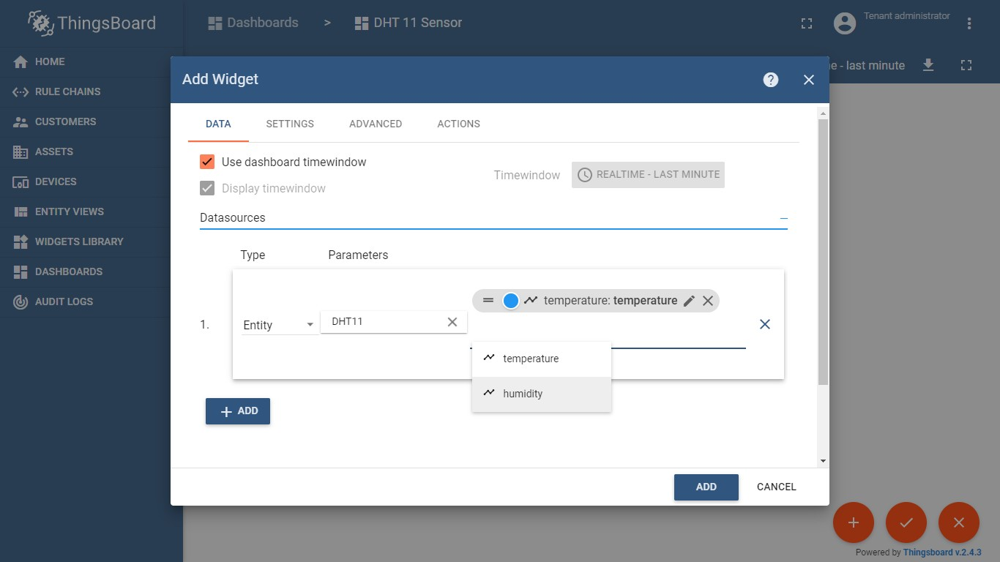 ThingsBoard
Dashboards > DHT 11 Sensor
Tenant administrator
HOME
RULE CHAINS
CUSTOMERS
ASSETS
DEVICES
ENTITY VIEWS
WIDGETS LIBRARY
DASHBOARDS
AUDIT LOGS
e - last minute
Add Widget
DATA SETTINGS ADVANCED ACTIONS
Use dashboard timewindow
Display timewindow
Timewindow REALTIME - LAST MINUTE
Datasources
Type Parameters
temperature: temperature
1. Entity DHT11
temperature
humidity
+ ADD
ADD CANCEL
Powered by Thingsboard v.2.4.3